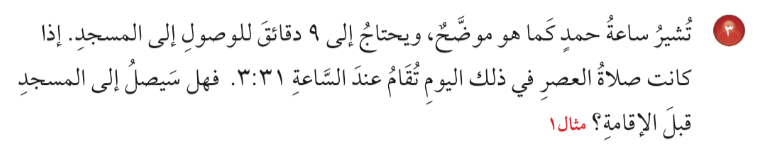 ٣ تُشيرُ ساعةُ حمدٍ كَما هو موضَّحٌ، ويحتاجُ إلى ٩ دقائقَ للوصولِ إلى المسجدِ. إذا
كانت صلاةُ العصرِ في ذلك اليومِ تُقَامُ عندَ السَّاعةِ ٣:٣١. فهل سَيصلُ إلى المسجدِ
قبلَ الإقامةِ؟ مثال١